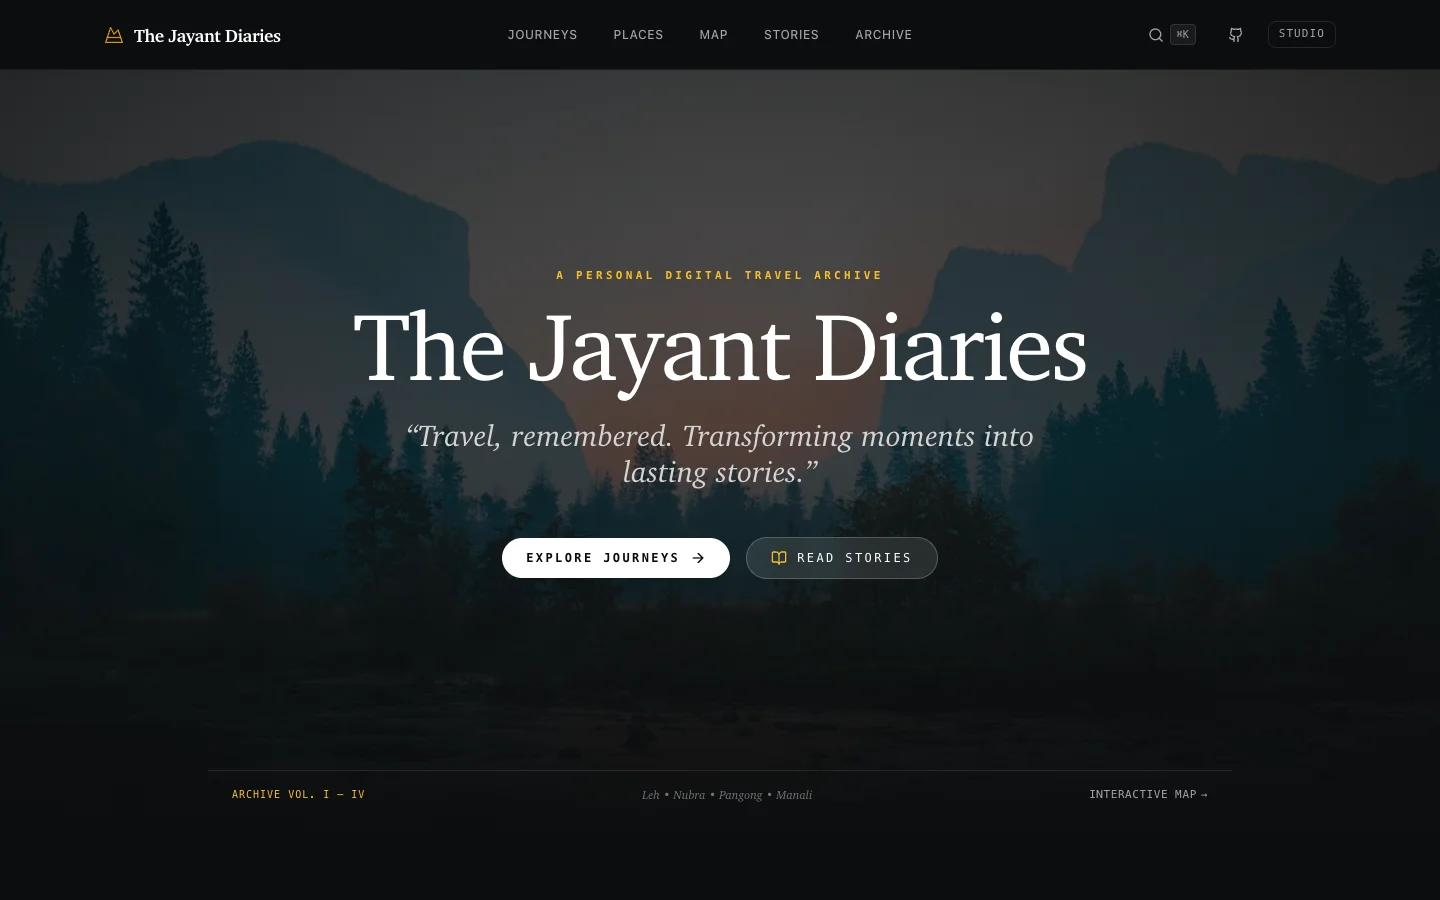 The Jayant Diaries
JOURNEYS
PLACES
MAP
STORIES
ARCHIVE
⌘K
STUDIO
A PERSONAL DIGITAL TRAVEL ARCHIVE
The Jayant Diaries
“Travel, remembered. Transforming moments into
lasting stories.”
EXPLORE JOURNEYS →
READ STORIES
ARCHIVE VOL. I – IV
Leh • Nubra • Pangong • Manali
INTERACTIVE MAP →